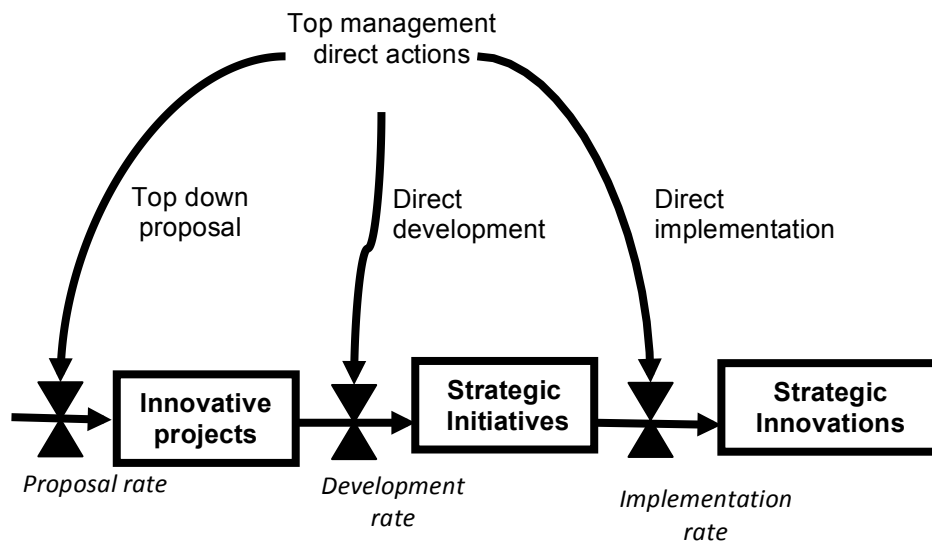 Top management
direct actions
Top down
proposal
Direct
development
Direct
implementation
Innovative
projects
Strategic
Initiatives
Strategic
Innovations
Proposal rate
Development
rate
Implementation
rate